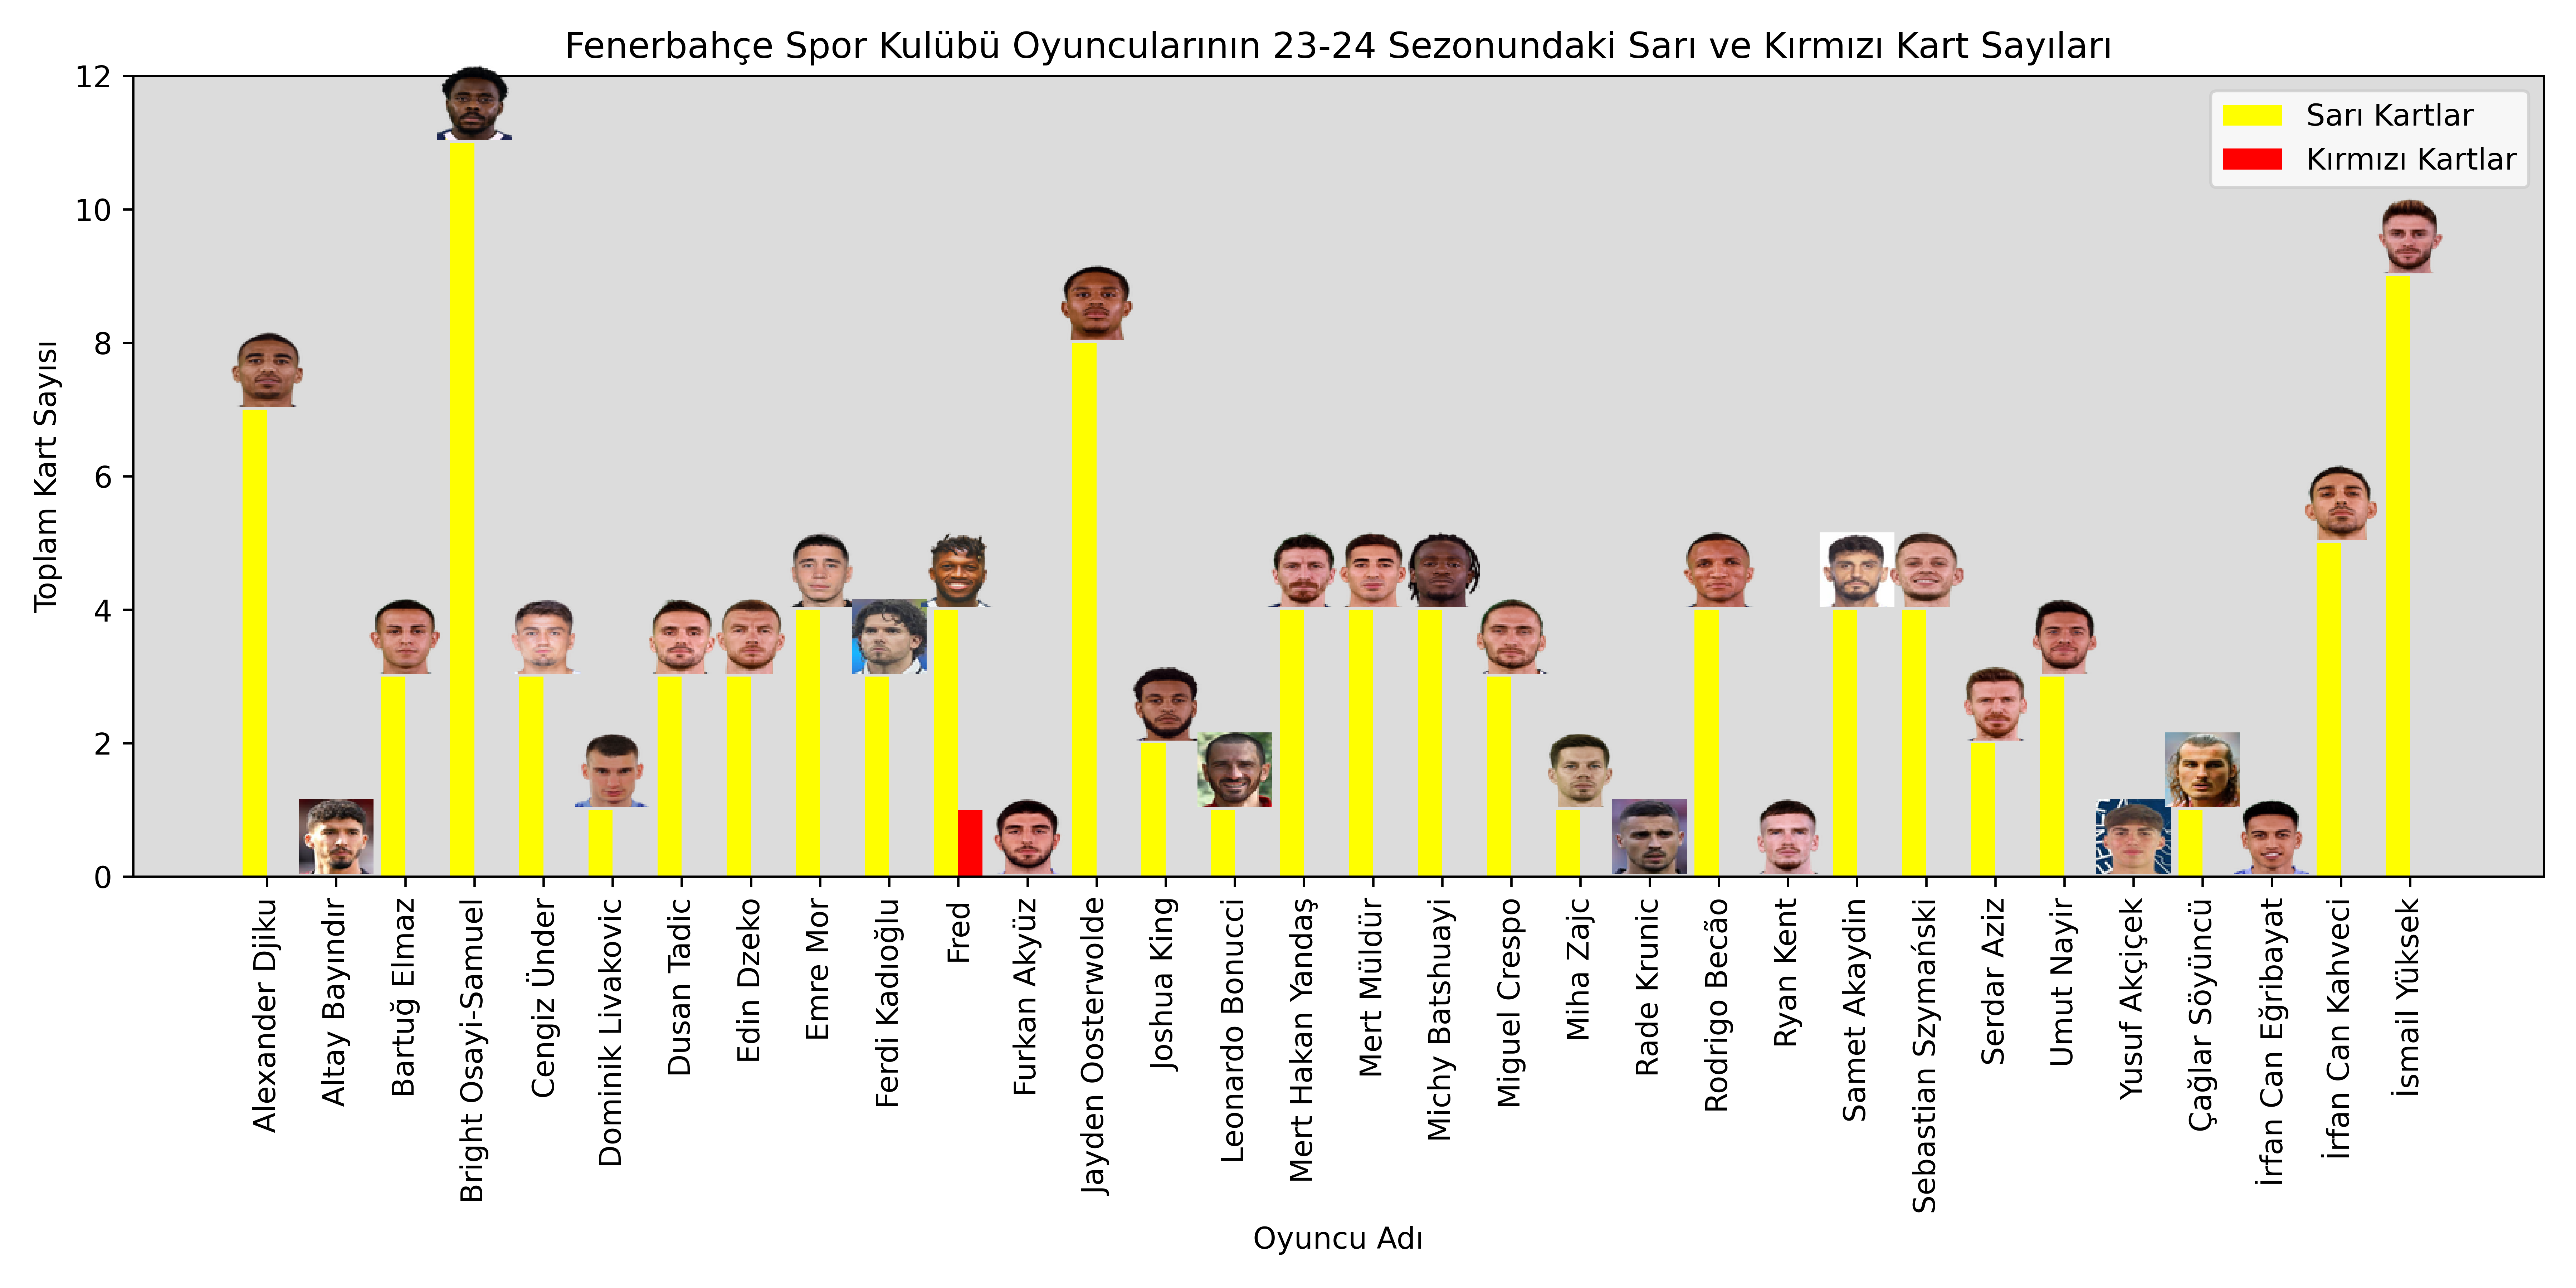 Fenerbahçe Spor Kulübü Oyuncularının 23-24 Sezonundaki Sarı ve Kırmızı Kart Sayıları
Sarı Kartlar
Kırmızı Kartlar
Toplam Kart Sayısı
12
10
8
6
4
2
0
Alexander Djiku
Altay Bayındır
Bartuğ Elmaz
Bright Osayi-Samuel
Cengiz Ünder
Dominik Livakovic
Dusan Tadic
Edin Dzeko
Emre Mor
Ferdi Kadıoğlu
Fred
Furkan Akyüz
Jayden Oosterwolde
Joshua King
Leonardo Bonucci
Mert Hakan Yandaş
Mert Müldür
Michy Batshuayi
Miguel Crespo
Miha Zajc
Rade Krunic
Rodrigo Becão
Ryan Kent
Samet Akaydin
Sebastian Szymański
Serdar Aziz
Umut Nayir
Yusuf Akçiçek
Çağlar Söyüncü
İrfan Can Eğribayat
İrfan Can Kahveci
İsmail Yüksek
Oyuncu Adı